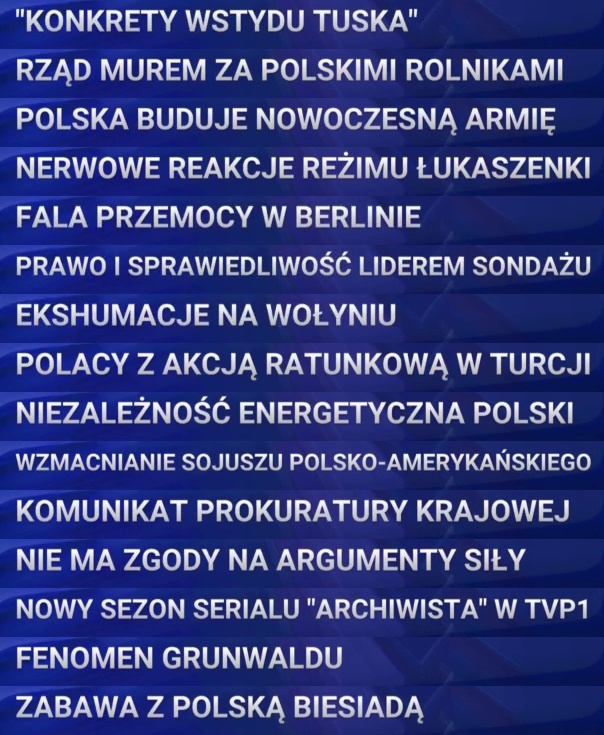 "KONKRETY WSTYDU TUSKA"
RZĄD MUREM ZA POLSKIMI ROLNIKAMI
POLSKA BUDUJE NOWOCZESNĄ ARMIĘ
NERWOWE REAKCJE REŻIMU ŁUKASZENKI
FALA PRZEMOCY W BERLINIE
PRAWO I SPRAWIEDLIWOŚĆ LIDEREM SONDAŻU
EKSHUMACJE NA WOŁYNIU
POLACY Z AKCJĄ RATUNKOWĄ W TURCJI
NIEZALEŻNOŚĆ ENERGETYCZNA POLSKI
WZMACNIANIE SOJUSZU POLSKO-AMERYKAŃSKIEGO
KOMUNIKAT PROKURATURY KRAJOWEJ
NIE MA ZGODY NA ARGUMENTY SIŁY
NOWY SEZON SERIALU "ARCHIWISTA" W TVP1
FENOMEN GRUNWALDU
ZABAWA Z POLSKĄ BIESIADĄ